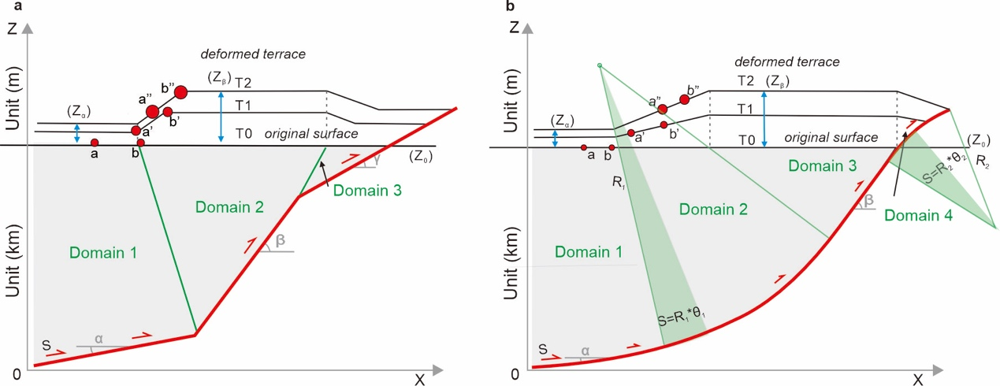 a
Z
deformed terrace
b”
(Zβ)
T2
a”
(Zα)
T1
b’
a’
T0
original surface
a
b
(Z₀)
γ
Domain 3
Domain 2
Domain 1
β
Unit (m)
Unit (km)
S
α
0
X
b
Z
deformed terrace
T2
(Zβ)
b”
a”
T1
(Zα)
b’
a’
T0
original surface
a
b
(Z₀)
R₁
R₂
S=R₂*θ₂
Domain 3
Domain 2
β
Domain 4
Domain 1
Unit (m)
Unit (km)
S=R₁*θ₁
S
α
0
X